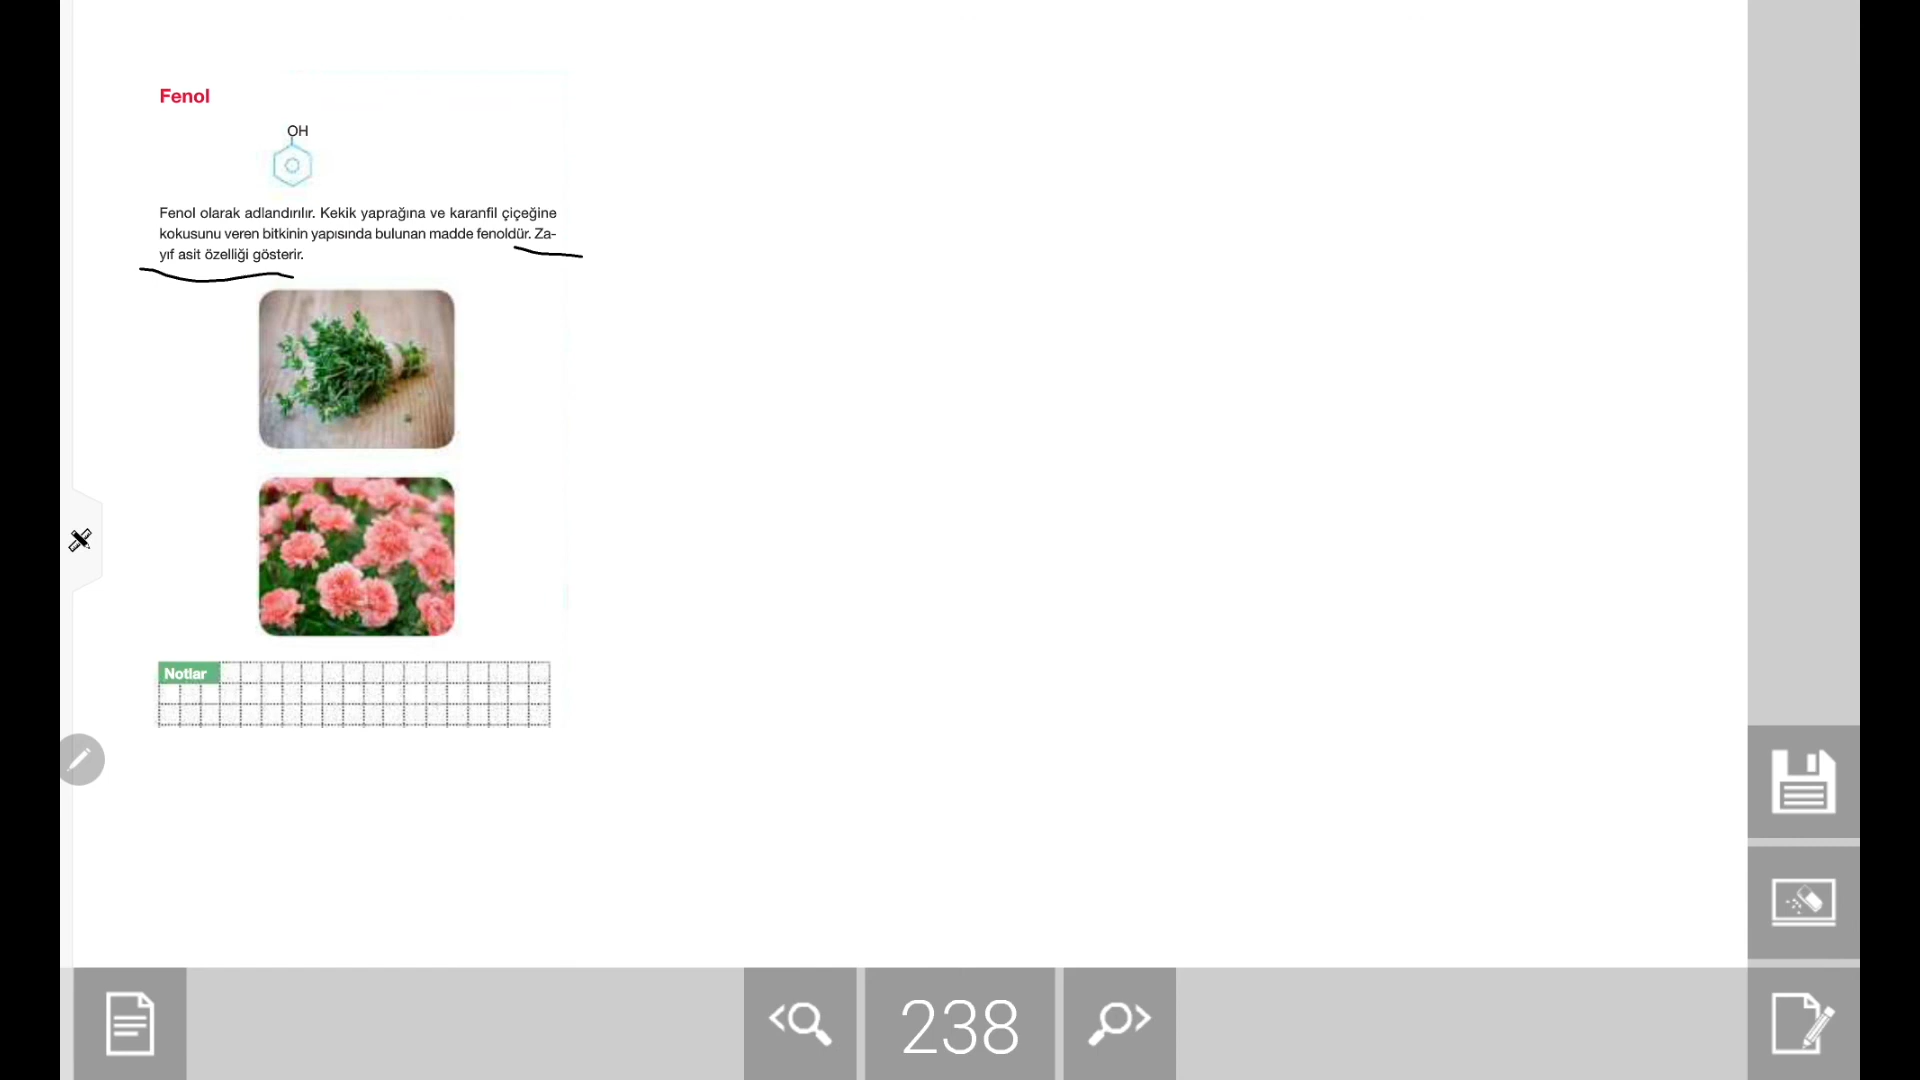 Fenol
OH
Fenol olarak adlandırılır. Kekik yaprağına ve karanfil çiçeğine
kokusunu veren bitkinin yapısında bulunan madde fenoldür. Za-
yıf asit özelliği gösterir.
Notlar
238